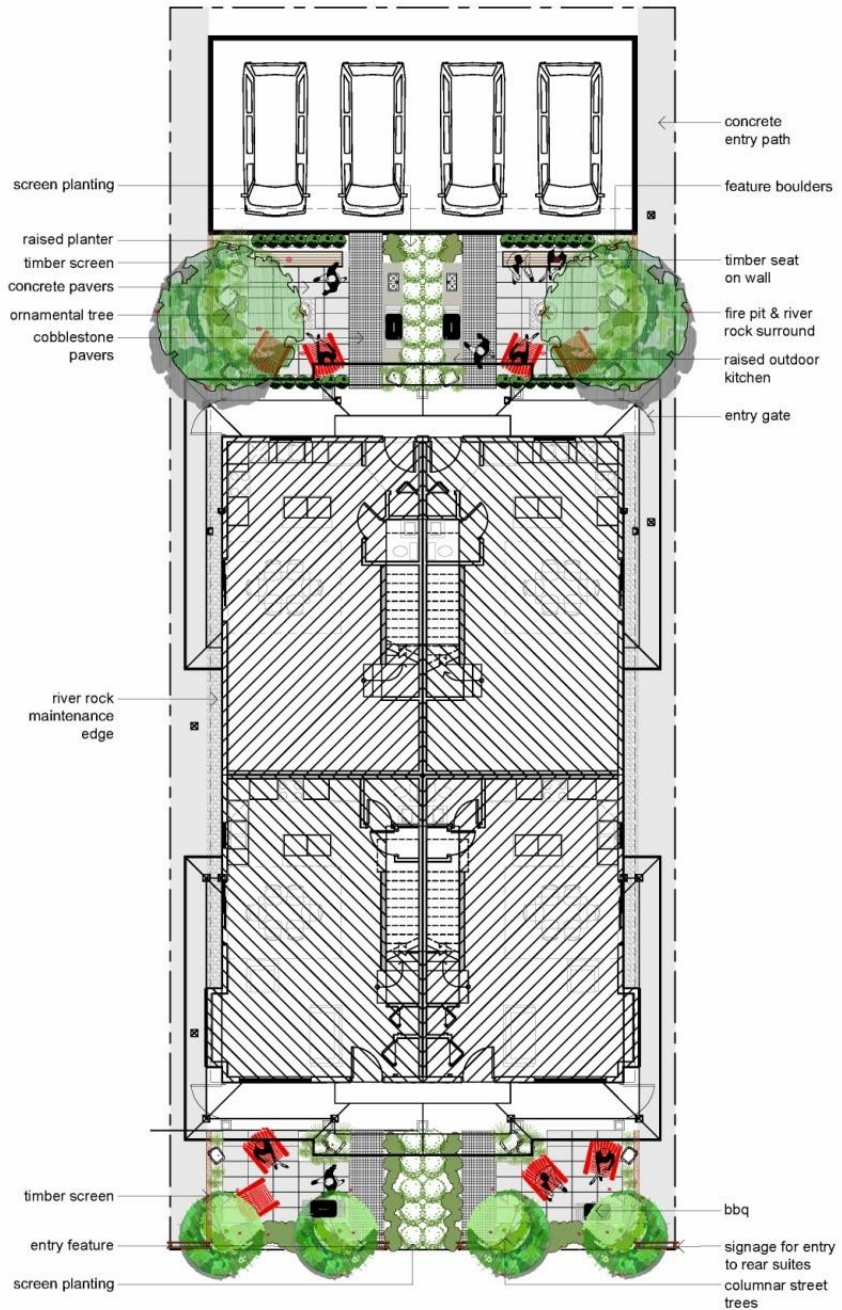 concrete
entry path
screen planting
feature boulders
raised planter
timber screen
timber seat
on wall
concrete pavers
ornamental tree
fire pit & river
rock surround
cobblestone
pavers
raised outdoor
kitchen
entry gate
river rock
maintenance
edge
timber screen
bbq
entry feature
signage for entry
to rear suites
screen planting
columnar street
trees